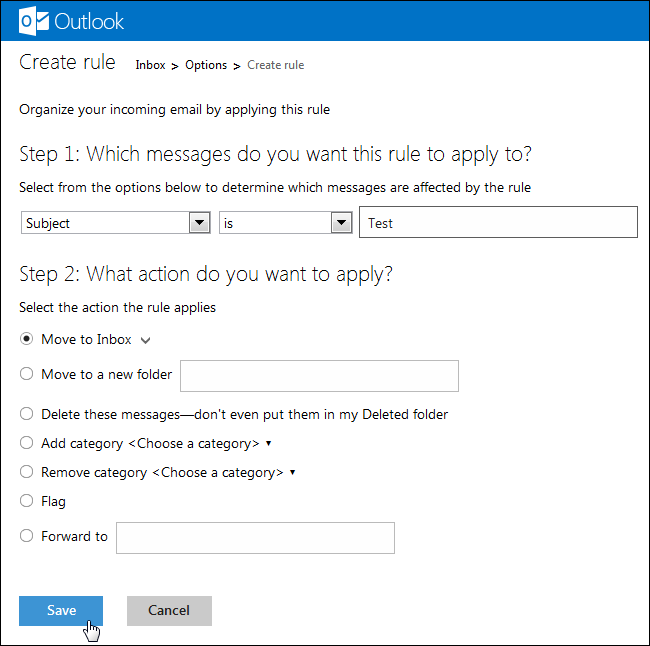 Outlook
Create rule Inbox > Options > Create rule
Organize your incoming email by applying this rule
Step 1: Which messages do you want this rule to apply to?
Select from the options below to determine which messages are affected by the rule
Subject is Test
Step 2: What action do you want to apply?
Select the action the rule applies
Move to Inbox
Move to a new folder
Delete these messages—don't even put them in my Deleted folder
Add category <Choose a category>
Remove category <Choose a category>
Flag
Forward to
Save Cancel